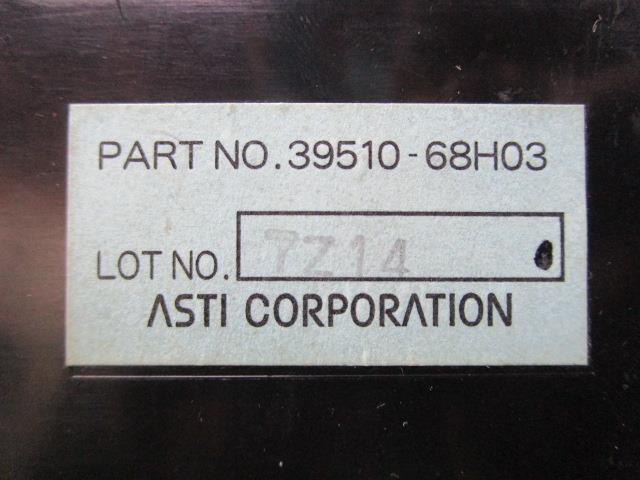 PART NO. 39510-68H03
LOT NO. 7Z14
ASTI CORPORATION